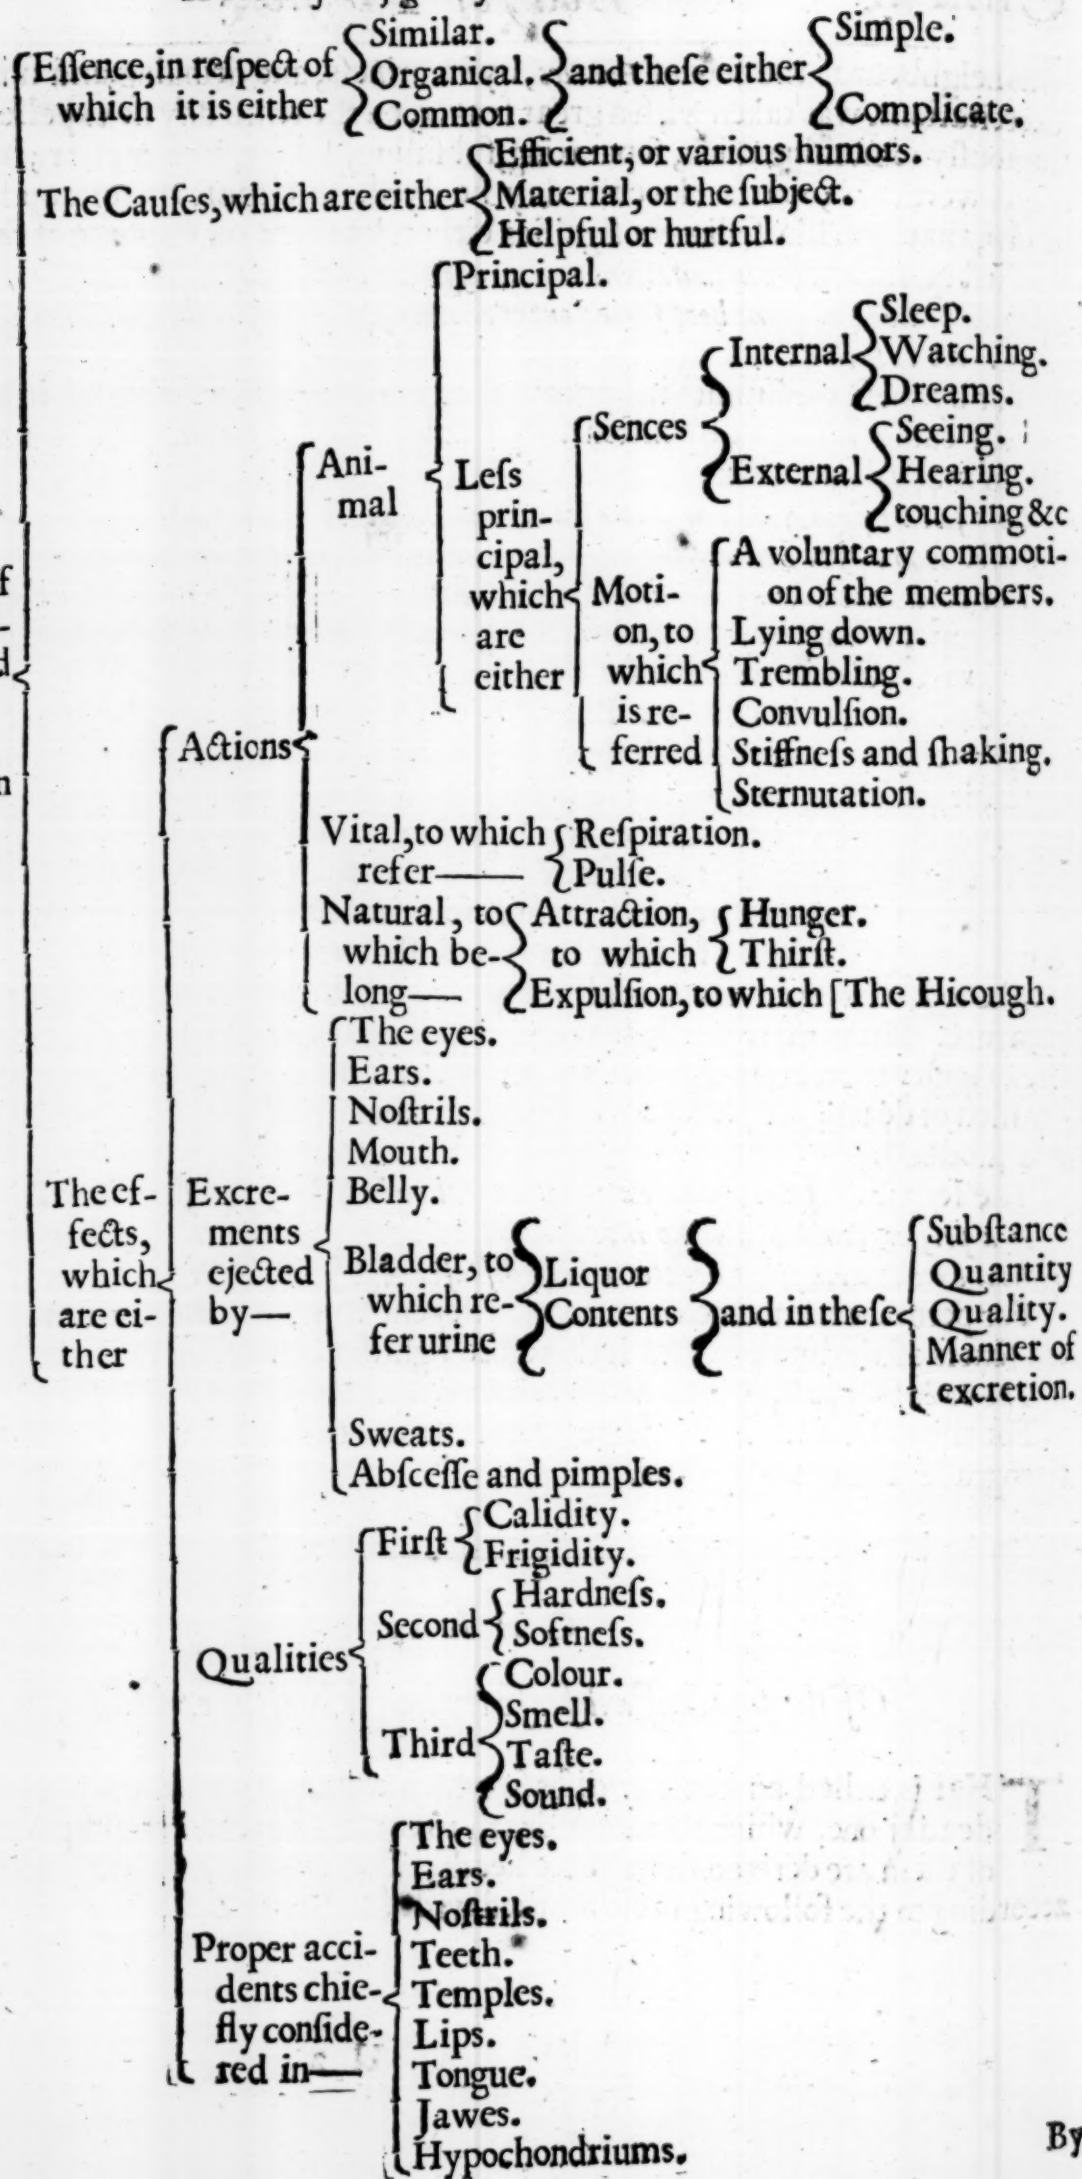 Eſſence, in reſpect of
which it is either
Similar.
Organical.
Common.
and theſe either
Simple.
Complicate.
The Cauſes, which are either
Efficient, or various humors.
Material, or the ſubject.
Helpful or hurtful.
The ef-
fects,
which
are ei-
ther
Actions
Ani-
mal
Principal.
Leſs
prin-
cipal,
which
are
either
Sences
Internal
Sleep.
Watching.
Dreams.
External
Seeing.
Hearing.
touching &c
Moti-
on, to
which
is re-
ferred
A voluntary commoti-
on of the members.
Lying down.
Trembling.
Convulſion.
Stiffneſs and ſhaking.
Sternutation.
Vital, to which
refer—
Reſpiration.
Pulſe.
Natural, to
which be-
long—
Attraction,
to which
Hunger.
Thirſt.
Expulſion, to which [The Hicough.
Excre-
ments
ejected
by—
The eyes.
Ears.
Noſtrils.
Mouth.
Belly.
Bladder, to
which re-
fer urine
Liquor
Contents
and in theſe
Subſtance
Quantity
Quality.
Manner of
excretion.
Sweats.
Abſceſſe and pimples.
Qualities
Firſt
Calidity.
Frigidity.
Second
Hardneſs.
Softneſs.
Third
Colour.
Smell.
Taſte.
Sound.
Proper acci-
dents chie-
fly conſide-
red in—
The eyes.
Ears.
Noſtrils.
Teeth.
Temples.
Lips.
Tongue.
Jawes.
Hypochondriums.
By